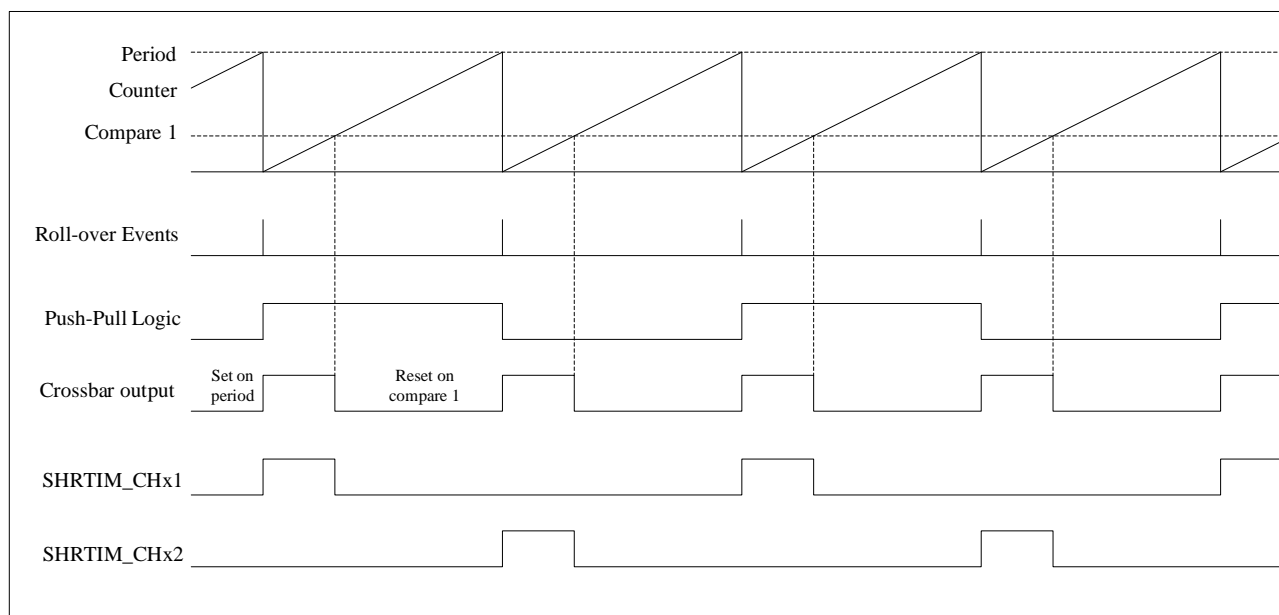 Period
Counter
Compare 1
Roll-over Events
Push-Pull Logic
Crossbar output
Set on
period
Reset on
compare 1
SHRTIM_CHx1
SHRTIM_CHx2